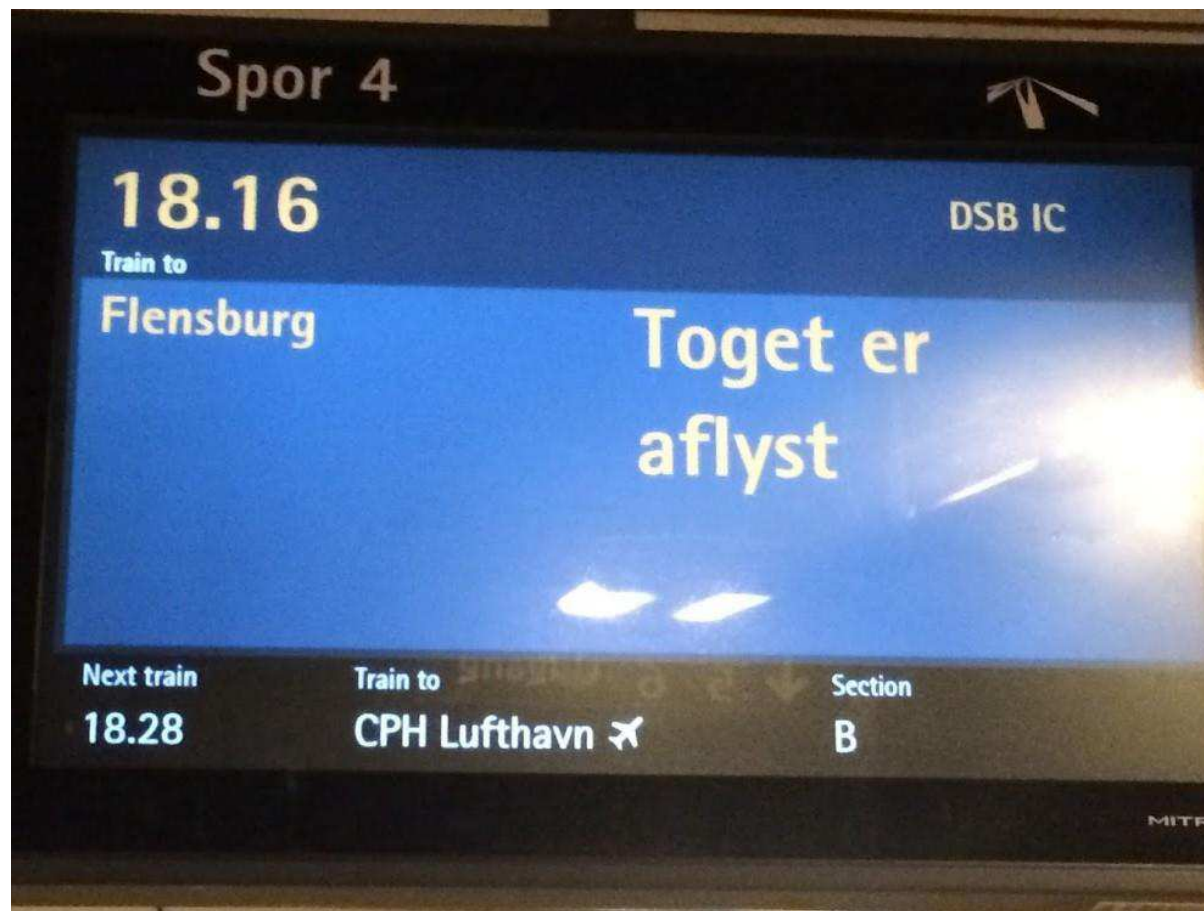 Spor 4
18.16
DSB IC
Train to
Flensburg
Toget er
aflyst
Next train
Train to
Section
18.28
CPH Lufthavn
B